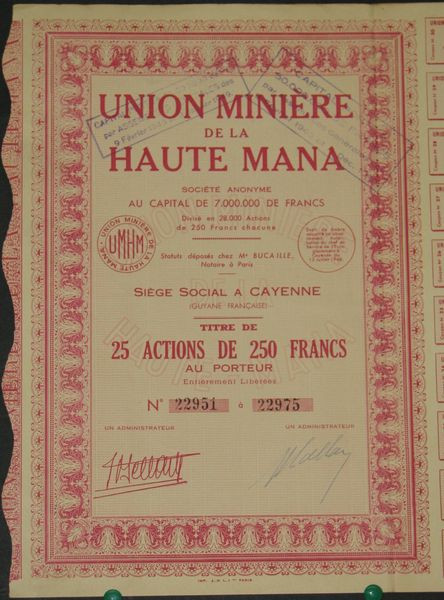 UNION MINIÈRE
DE LA
HAUTE MANA
SOCIÉTÉ ANONYME
AU CAPITAL DE 7.000.000 DE FRANCS
Divisé en 28.000 Actions
de 250 Francs chacune
UNION MINIÈRE DE LA HAUTE MANA
UMHM
Statuts déposés chez Me BUCAILLE,
Notaire à Paris
SIÈGE SOCIAL A CAYENNE
(GUYANE FRANÇAISE)
TITRE DE
25 ACTIONS DE 250 FRANCS
AU PORTEUR
Entièrement Libérées
N° 22951 à 22975
UN ADMINISTRATEUR
UN ADMINISTRATEUR